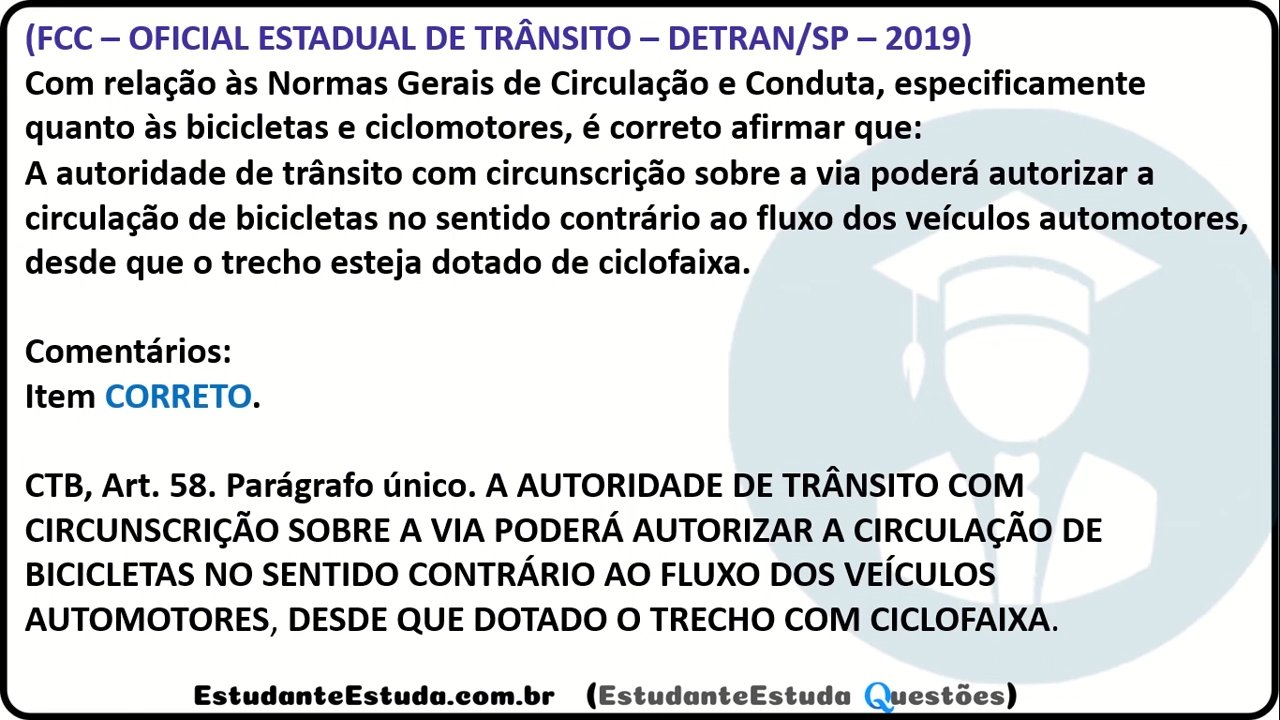 (FCC – OFICIAL ESTADUAL DE TRÂNSITO – DETRAN/SP – 2019)
Com relação às Normas Gerais de Circulação e Conduta, especificamente
quanto às bicicletas e ciclomotores, é correto afirmar que:
A autoridade de trânsito com circunscrição sobre a via poderá autorizar a
circulação de bicicletas no sentido contrário ao fluxo dos veículos automotores,
desde que o trecho esteja dotado de ciclofaixa.
Comentários:
Item CORRETO.
CTB, Art. 58. Parágrafo único. A AUTORIDADE DE TRÂNSITO COM
CIRCUNSCRIÇÃO SOBRE A VIA PODERÁ AUTORIZAR A CIRCULAÇÃO DE
BICICLETAS NO SENTIDO CONTRÁRIO AO FLUXO DOS VEÍCULOS
AUTOMOTORES, DESDE QUE DOTADO O TRECHO COM CICLOFAIXA.
EstudanteEstuda.com.br (EstudanteEstuda Questões)